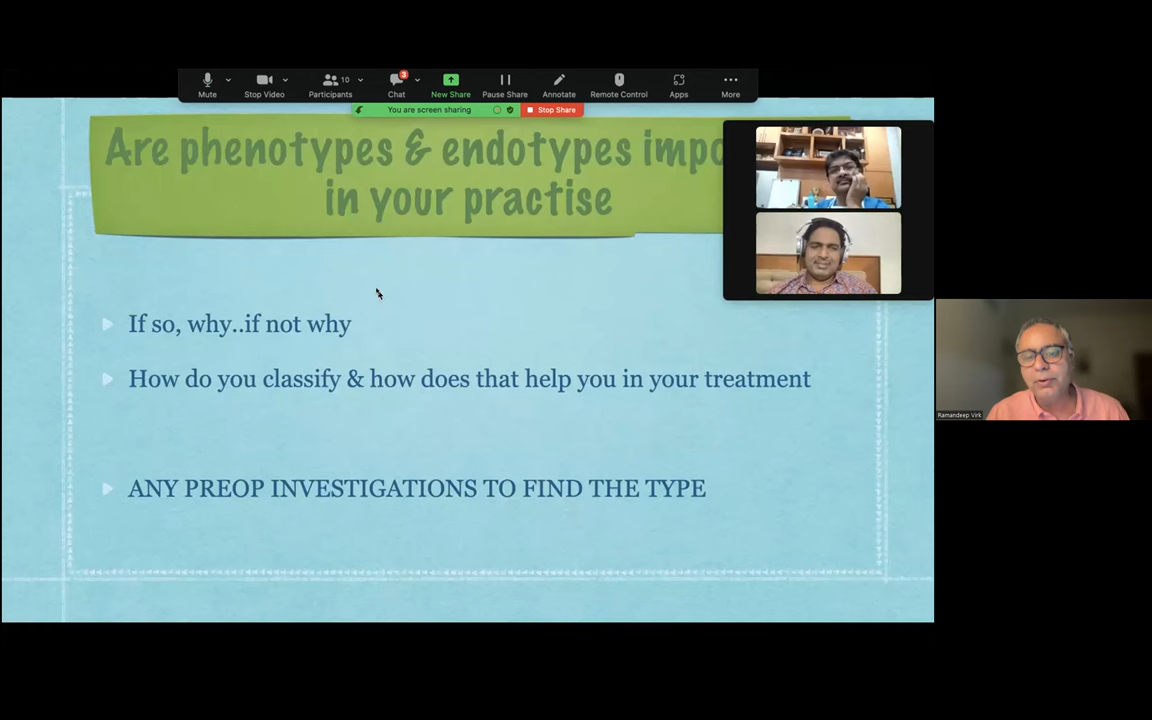 Mute
Stop Video
Participants
10
Chat
3
New Share
Pause Share
Annotate
Remote Control
Apps
More
You are screen sharing
Stop Share
Are phenotypes & endotypes
in your practise
If so, why..if not why
How do you classify & how does that help you in your treatment
ANY PREOP INVESTIGATIONS TO FIND THE TYPE
Ramandeep Virk